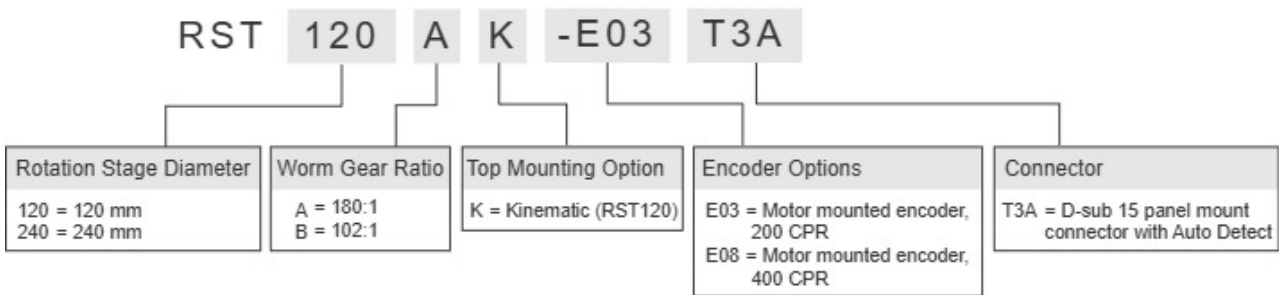 RST 120 A K -E03 T3A
Rotation Stage Diameter
120 = 120 mm
240 = 240 mm
Worm Gear Ratio
A = 180:1
B = 102:1
Top Mounting Option
K = Kinematic (RST120)
Encoder Options
E03 = Motor mounted encoder,
200 CPR
E08 = Motor mounted encoder,
400 CPR
Connector
T3A = D-sub 15 panel mount
connector with Auto Detect